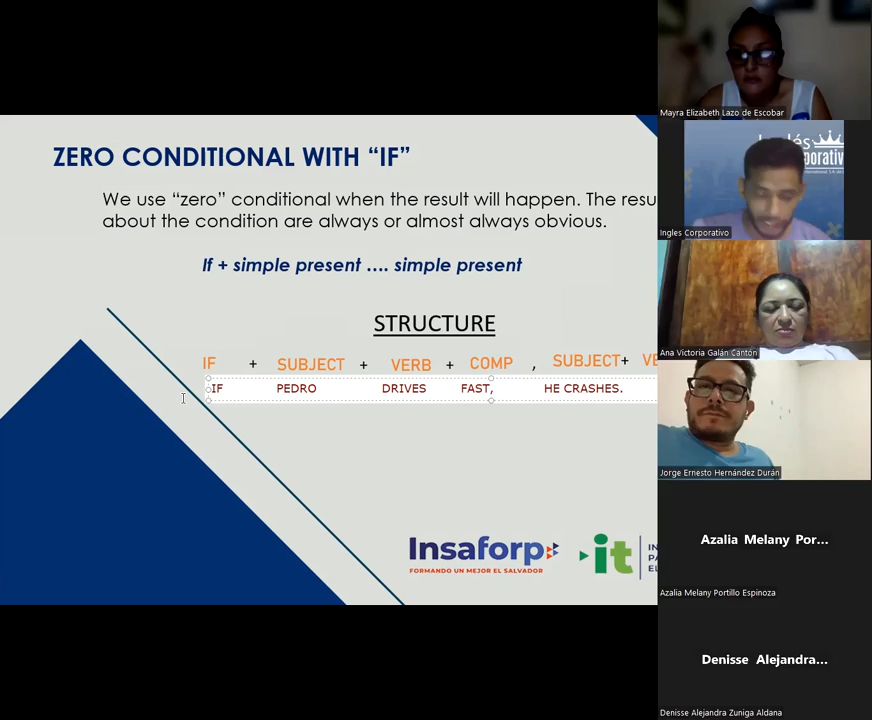 ZERO CONDITIONAL WITH “IF”
We use “zero” conditional when the result will happen. The resu
about the condition are always or almost always obvious.
If + simple present .... simple present
STRUCTURE
IF + SUBJECT + VERB + COMP , SUBJECT+ VE
IF PEDRO DRIVES FAST, HE CRASHES.
Insaforp
FORMANDO UN MEJOR EL SALVADOR
it
IN
PA
EL
Mayra Elizabeth Lazo de Escobar
Ingles Corporativo
Ana Victoria Galán Cantón
Jorge Ernesto Hernández Durán
Azalia Melany Por...
Azalia Melany Portillo Espinoza
Denisse Alejandra...
Denisse Alejandra Zuniga Aldana